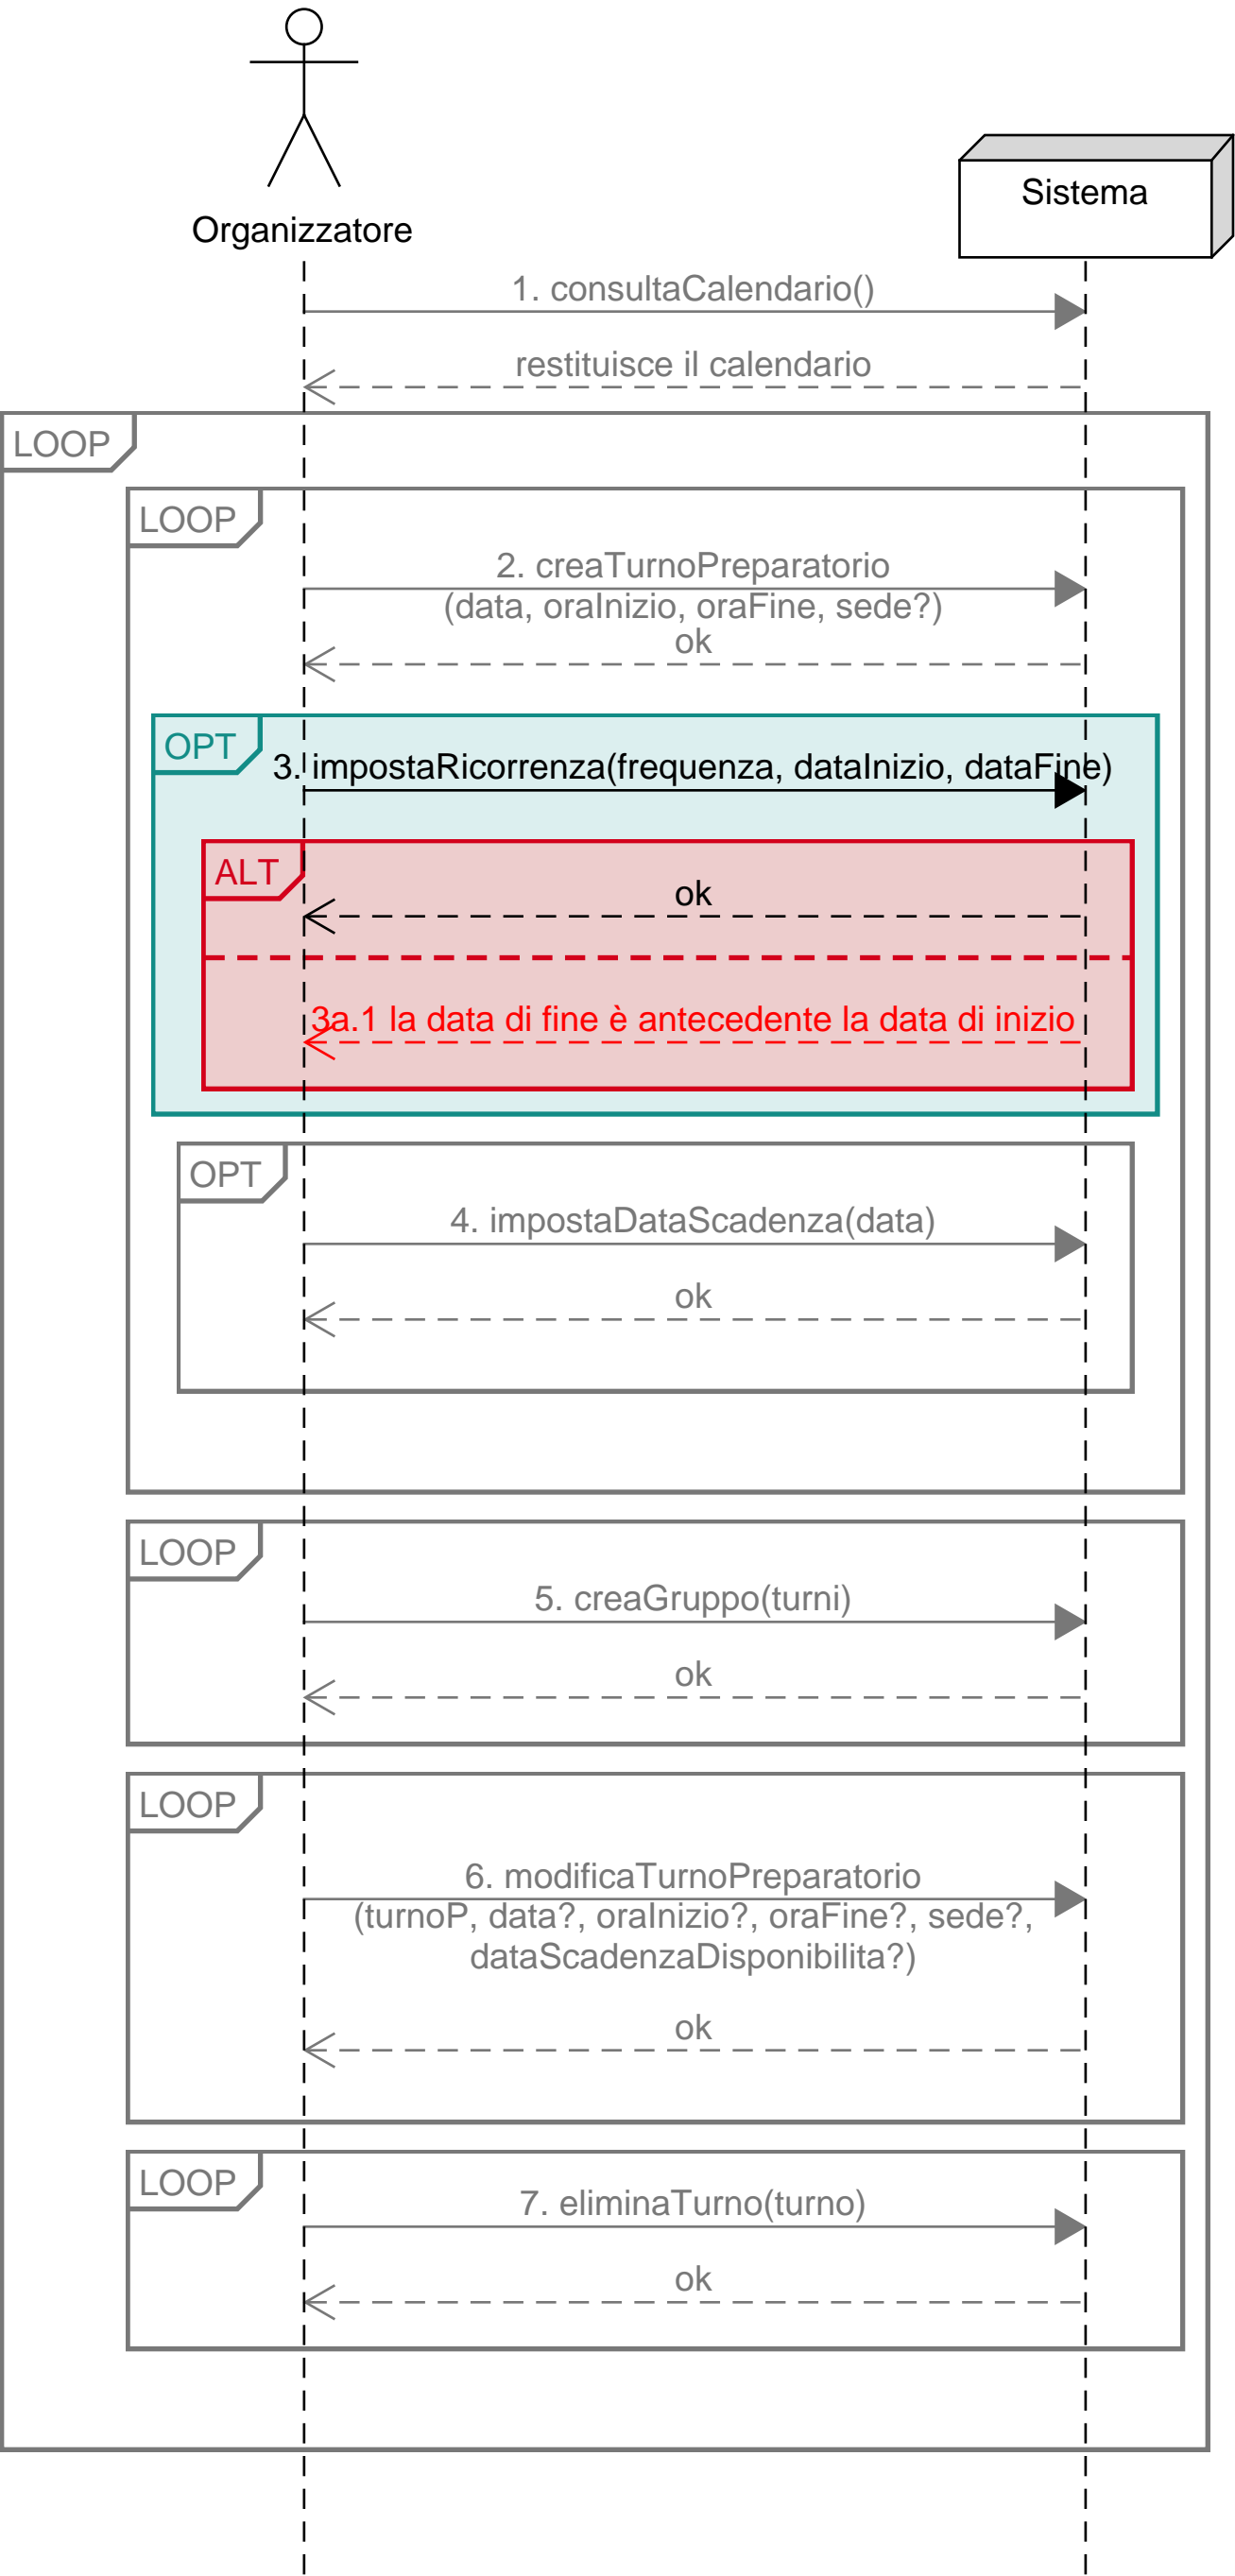 Organizzatore
Sistema
1. consultaCalendario()
restituisce il calendario
LOOP
LOOP
2. creaTurnoPreparatorio
(data, oraInizio, oraFine, sede?)
ok
OPT
3. impostaRicorrenza(frequenza, dataInizio, dataFine)
ALT
ok
3a.1 la data di fine è antecedente la data di inizio
OPT
4. impostaDataScadenza(data)
ok
LOOP
5. creaGruppo(turni)
ok
LOOP
6. modificaTurnoPreparatorio
(turnoP, data?, oraInizio?, oraFine?, sede?,
dataScadenzaDisponibilita?)
ok
LOOP
7. eliminaTurno(turno)
ok